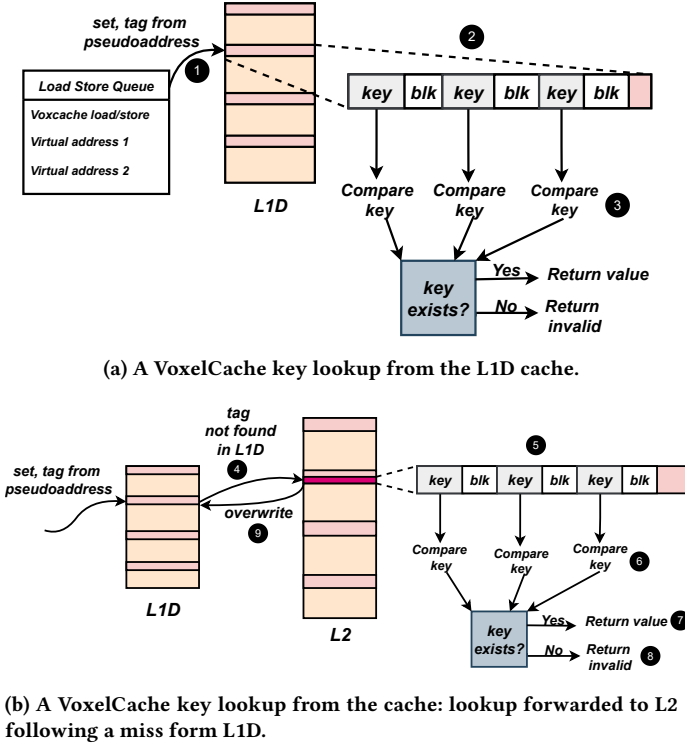 set, tag from
pseudoaddress
1
2
Load Store Queue
Voxcache load/store
Virtual address 1
Virtual address 2
key blk key blk key blk
L1D
Compare key
Compare key
Compare key
3
key exists?
Yes
Return value
No
Return invalid
(a) A VoxelCache key lookup from the L1D cache.
tag
not found
in L1D
4
set, tag from
pseudoaddress
5
key blk key blk key blk
overwrite
9
L1D
L2
Compare key
Compare key
Compare key
6
key exists?
Yes
Return value
7
No
Return invalid
8
(b) A VoxelCache key lookup from the cache: lookup forwarded to L2
following a miss form L1D.